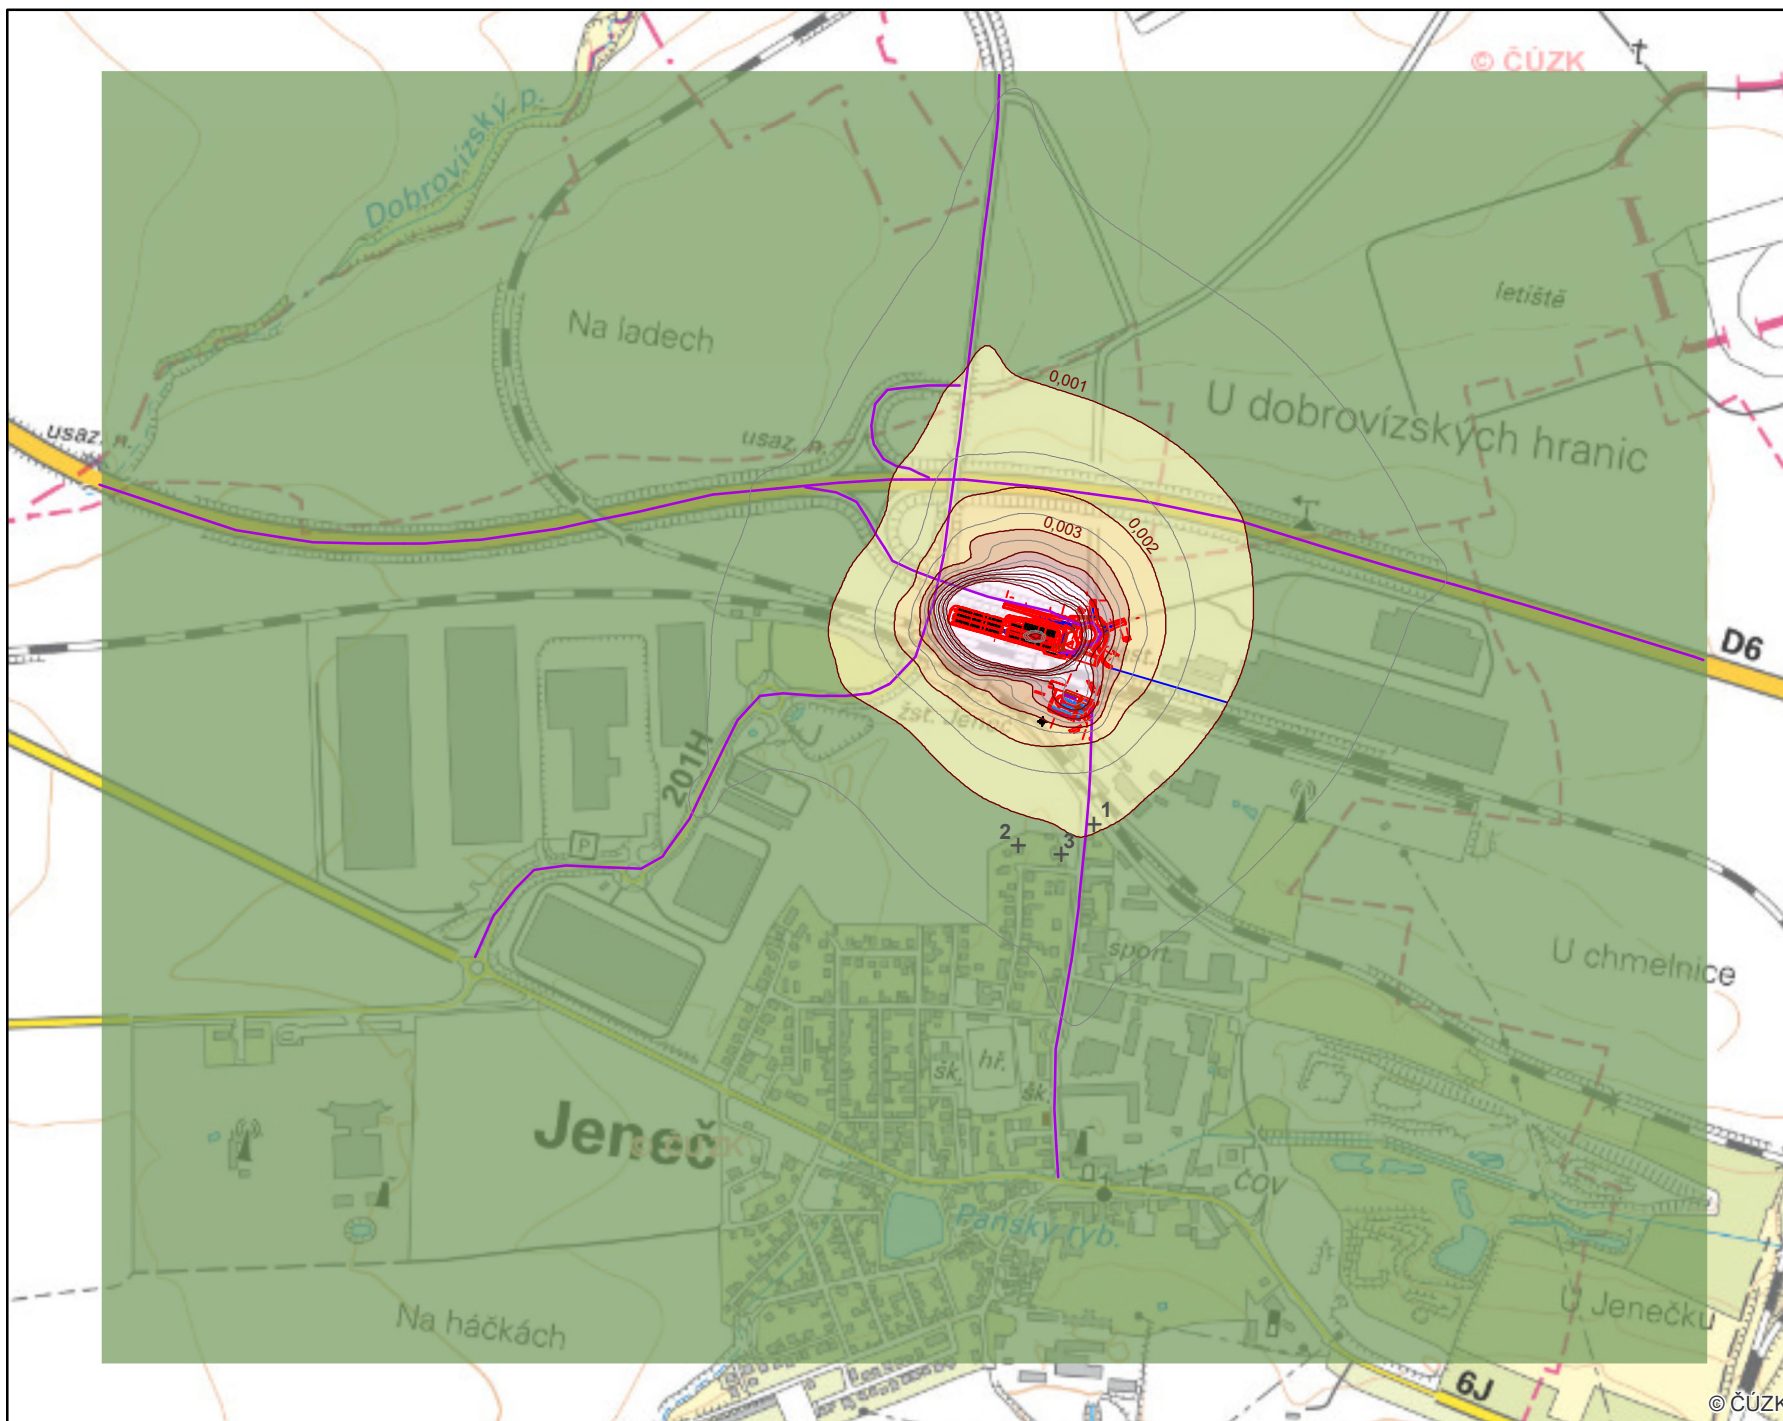 © ČÚZK
Dobrovízský p.
letiště
Na ladech
0,001
U dobrovízských hranic
usaz. n.
usaz. n.
0,003
0,002
D6
žst. Jeneč
201H
P
1
2
3
sport.
U chmelnice
hř.
šk.
šk.
Jeneč
© ČÚZK
ČOV
Panský ryb.
U Jenečku
Na háčkách
6J
© ČÚZK